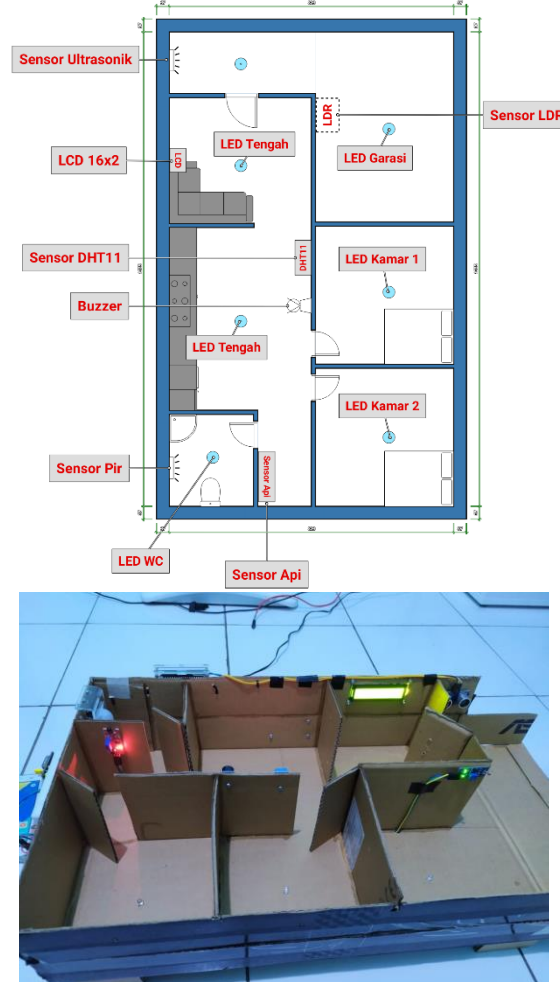 Sensor Ultrasonik
LDR
Sensor LDR
LED Tengah
LCD 16x2
LCD
LED Garasi
Sensor DHT11
DHT11
LED Kamar 1
Buzzer
LED Tengah
LED Kamar 2
Sensor Pir
Sensor Api
LED WC
Sensor Api